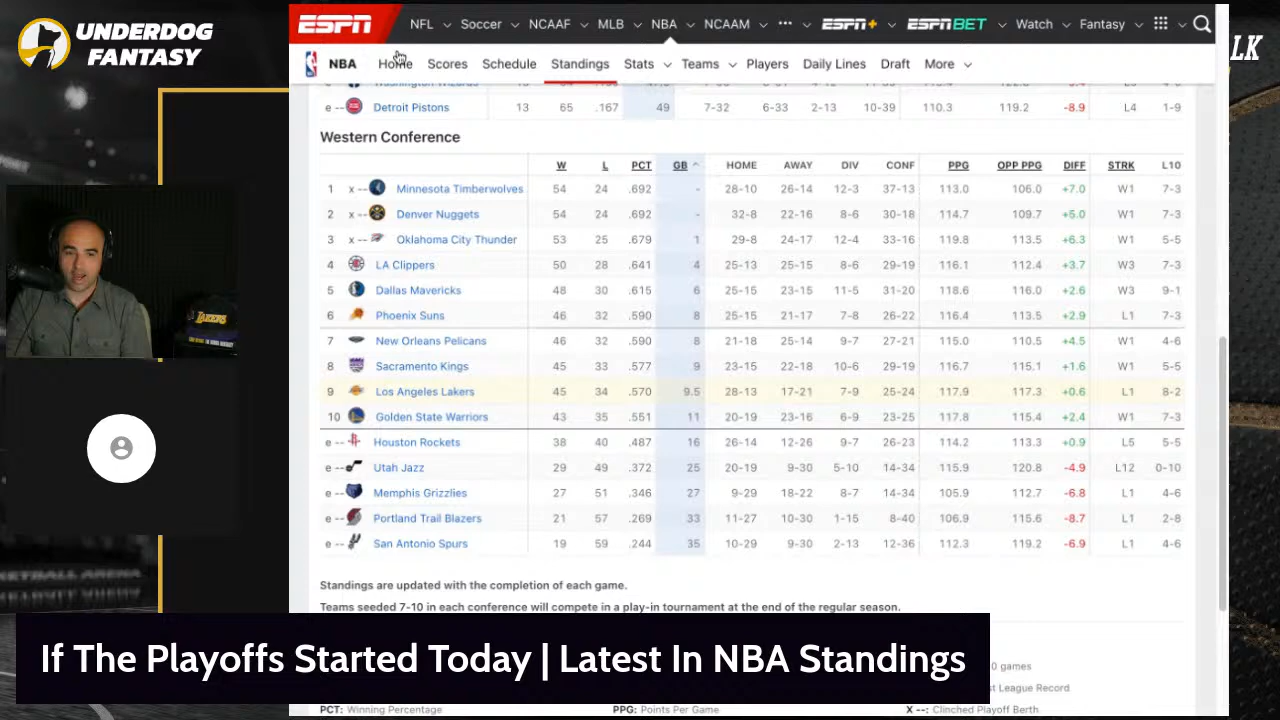 UNDERDOG
FANTASY
LK
ESPN NFL Soccer NCAAF MLB NBA NCAAM ••• ESPN+ ESPN BET Watch Fantasy
NBA Home Scores Schedule Standings Stats Teams Players Daily Lines Draft More
Detroit Pistons 13 65 .167 49 7-32 6-33 2-13 10-39 110.3 119.2 -8.9 L4 1-9
e --
Western Conference
W L PCT GB HOME AWAY DIV CONF PPG OPP PPG DIFF STRK L10
1 x -- Minnesota Timberwolves 54 24 .692 - 28-10 26-14 12-3 37-13 113.0 106.0 +7.0 W1 7-3
2 x -- Denver Nuggets 54 24 .692 - 32-8 22-16 8-6 30-18 114.7 109.7 +5.0 W1 7-3
3 x -- Oklahoma City Thunder 53 25 .679 1 29-8 24-17 12-4 33-16 119.8 113.5 +6.3 W1 5-5
4 LA Clippers 50 28 .641 4 25-13 25-15 8-6 29-19 116.1 112.4 +3.7 W3 7-3
5 Dallas Mavericks 48 30 .615 6 25-15 23-15 11-5 31-20 118.6 116.0 +2.6 W3 9-1
6 Phoenix Suns 46 32 .590 8 25-15 21-17 7-8 26-22 116.4 113.5 +2.9 L1 7-3
7 New Orleans Pelicans 46 32 .590 8 21-18 25-14 9-7 27-21 115.0 110.5 +4.5 W1 4-6
8 Sacramento Kings 45 33 .577 9 23-15 22-18 10-6 29-19 116.7 115.1 +1.6 W1 5-5
9 Los Angeles Lakers 45 34 .570 9.5 28-13 17-21 7-9 25-24 117.9 117.3 +0.6 L1 8-2
10 Golden State Warriors 43 35 .551 11 20-19 23-16 6-9 23-25 117.8 115.4 +2.4 W1 7-3
e -- Houston Rockets 38 40 .487 16 26-14 12-26 9-7 26-23 114.2 113.3 +0.9 L5 5-5
e -- Utah Jazz 29 49 .372 25 20-19 9-30 5-10 14-34 115.9 120.8 -4.9 L12 0-10
e -- Memphis Grizzlies 27 51 .346 27 9-29 18-22 8-7 14-34 105.9 112.7 -6.8 L1 4-6
e -- Portland Trail Blazers 21 57 .269 33 11-27 10-30 1-15 8-40 106.9 115.6 -8.7 L1 2-8
e -- San Antonio Spurs 19 59 .244 35 10-29 9-30 2-13 12-36 112.3 119.2 -6.9 L1 4-6
Standings are updated with the completion of each game.
Teams seeded 7-10 in each conference will compete in a play-in tournament at the end of the regular season.
If The Playoffs Started Today | Latest In NBA Standings
0 games
st League Record
PCT: Winning Percentage PPG: Points Per Game X --: Clinched Playoff Berth
LAKERS